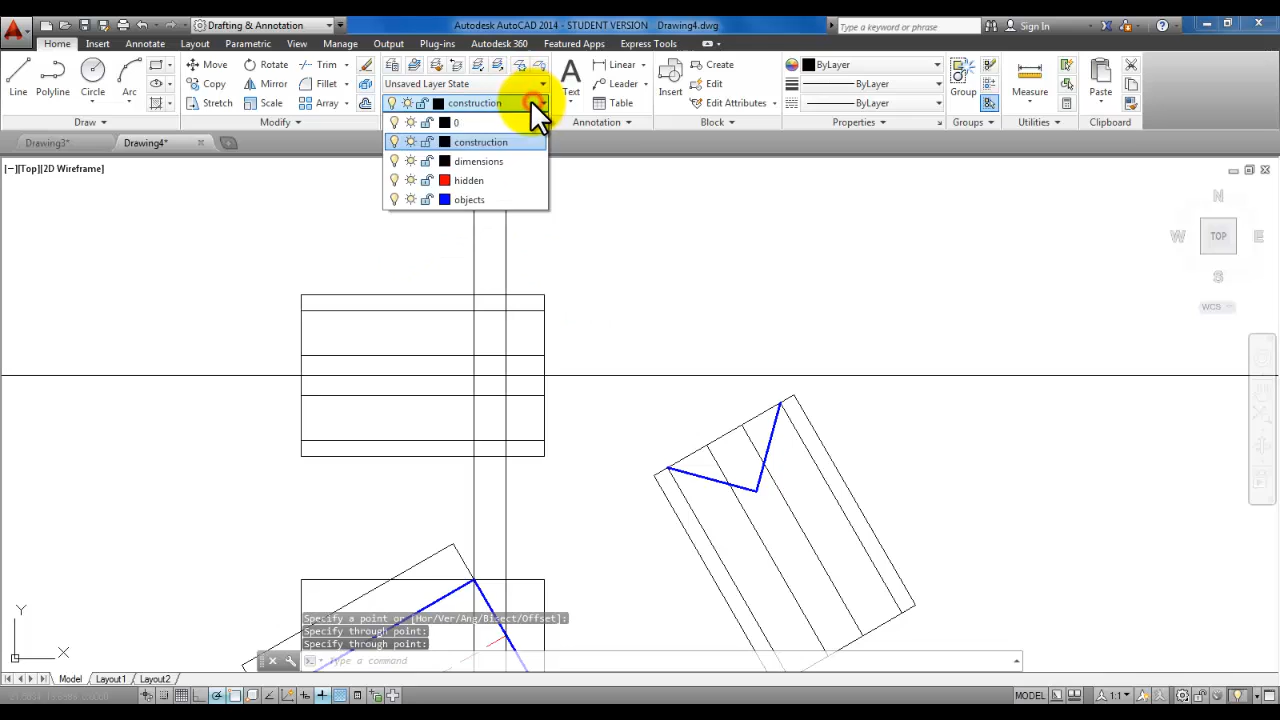 Drafting & Annotation
Autodesk AutoCAD 2014 - STUDENT VERSION Drawing4.dwg
Type a keyword or phrase
Sign In
Home Insert Annotate Layout Parametric View Manage Output Plug-ins Autodesk 360 Featured Apps Express Tools
Line Polyline Circle Arc
Move Rotate Trim
Copy Mirror Fillet
Stretch Scale Array
Unsaved Layer State
construction
0
construction
dimensions
hidden
objects
Text
Linear
Leader
Table
Insert
Create
Edit
Edit Attributes
ByLayer
ByLayer
ByLayer
Group
Measure
Paste
Draw Modify Annotation Block Properties Groups Utilities Clipboard
Drawing3* Drawing4*
[−][Top][2D Wireframe]
N
W TOP E
S
WCS
Specify a point or [Hor/Ver/Ang/Bisect/Offset]:
Specify through point:
Specify through point:
Type a command
Y
X
Model Layout1 Layout2
MODEL 1:1